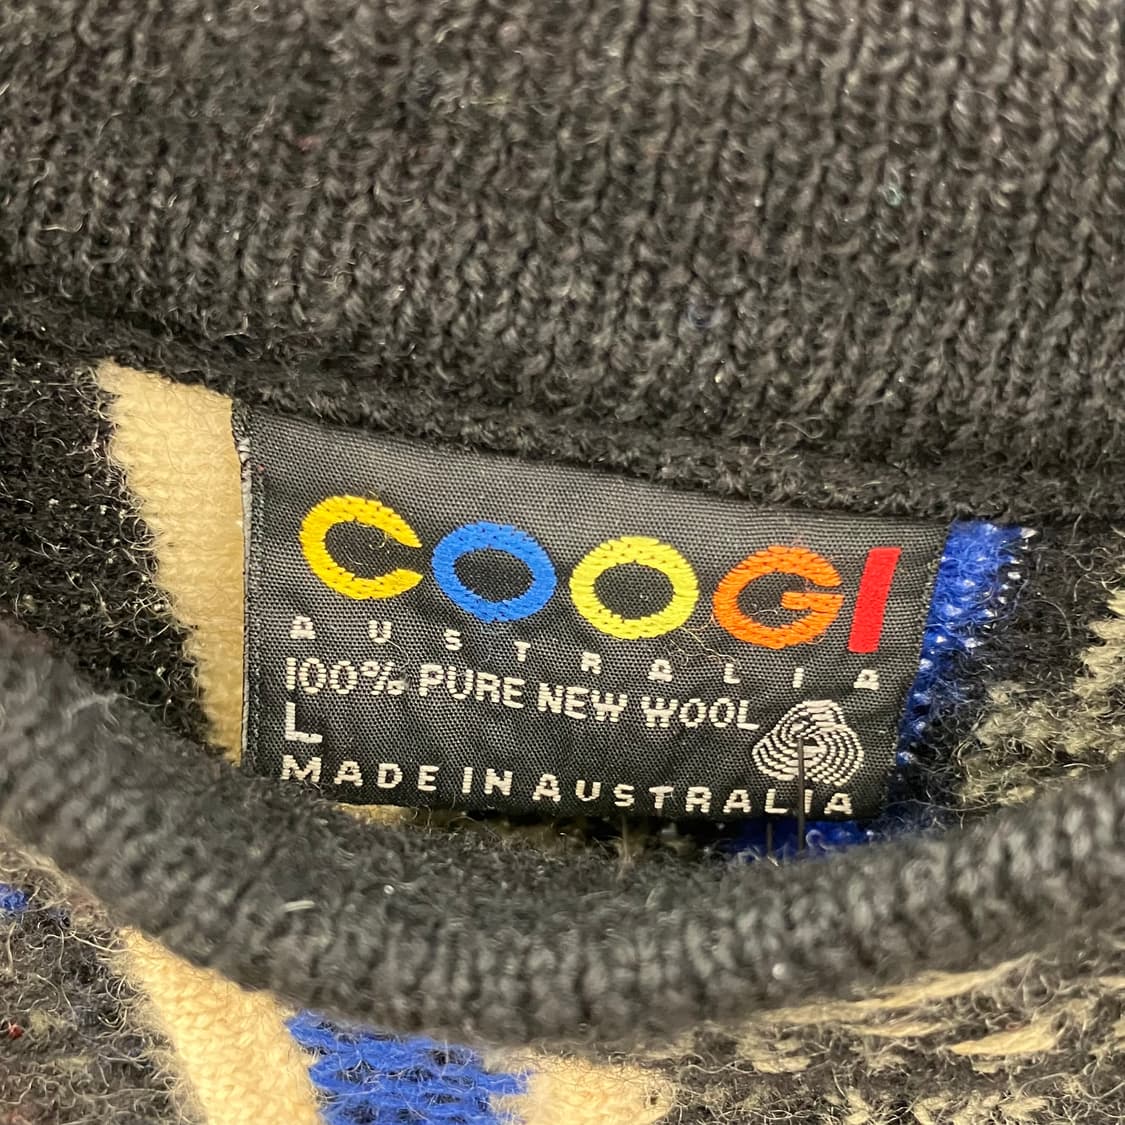 COOGI
AUSTRALIA
100% PURE NEW WOOL
L
MADE IN AUSTRALIA